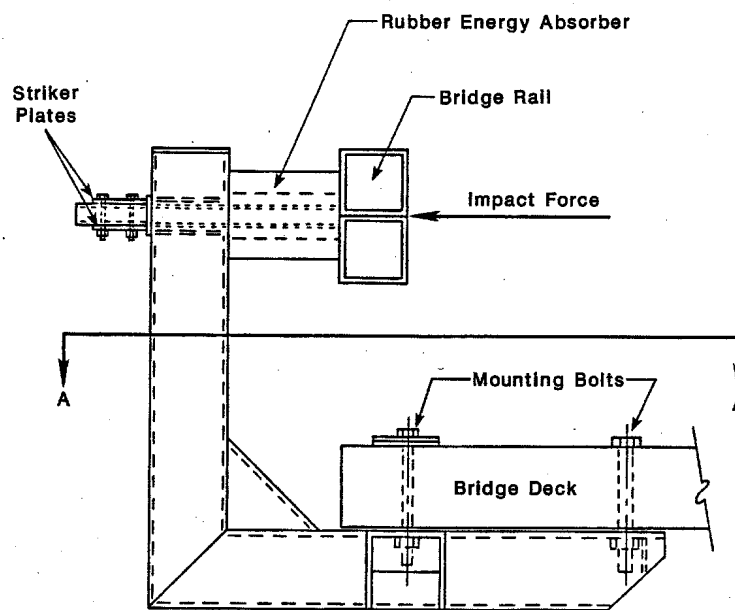 Rubber Energy Absorber
Striker
Plates
Bridge Rail
Impact Force
A
Mounting Bolts
Bridge Deck